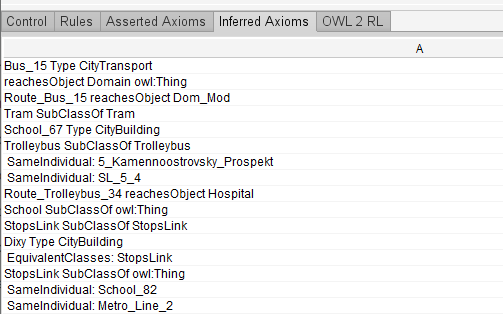 Control Rules Asserted Axioms Inferred Axioms OWL 2 RL
A
Bus_15 Type CityTransport
reachesObject Domain owl:Thing
Route_Bus_15 reachesObject Dom_Mod
Tram SubClassOf Tram
School_67 Type CityBuilding
Trolleybus SubClassOf Trolleybus
SameIndividual: 5_Kamennoostrovsky_Prospekt
SameIndividual: SL_5_4
Route_Trolleybus_34 reachesObject Hospital
School SubClassOf owl:Thing
StopsLink SubClassOf StopsLink
Dixy Type CityBuilding
EquivalentClasses: StopsLink
StopsLink SubClassOf owl:Thing
SameIndividual: School_82
SameIndividual: Metro_Line_2